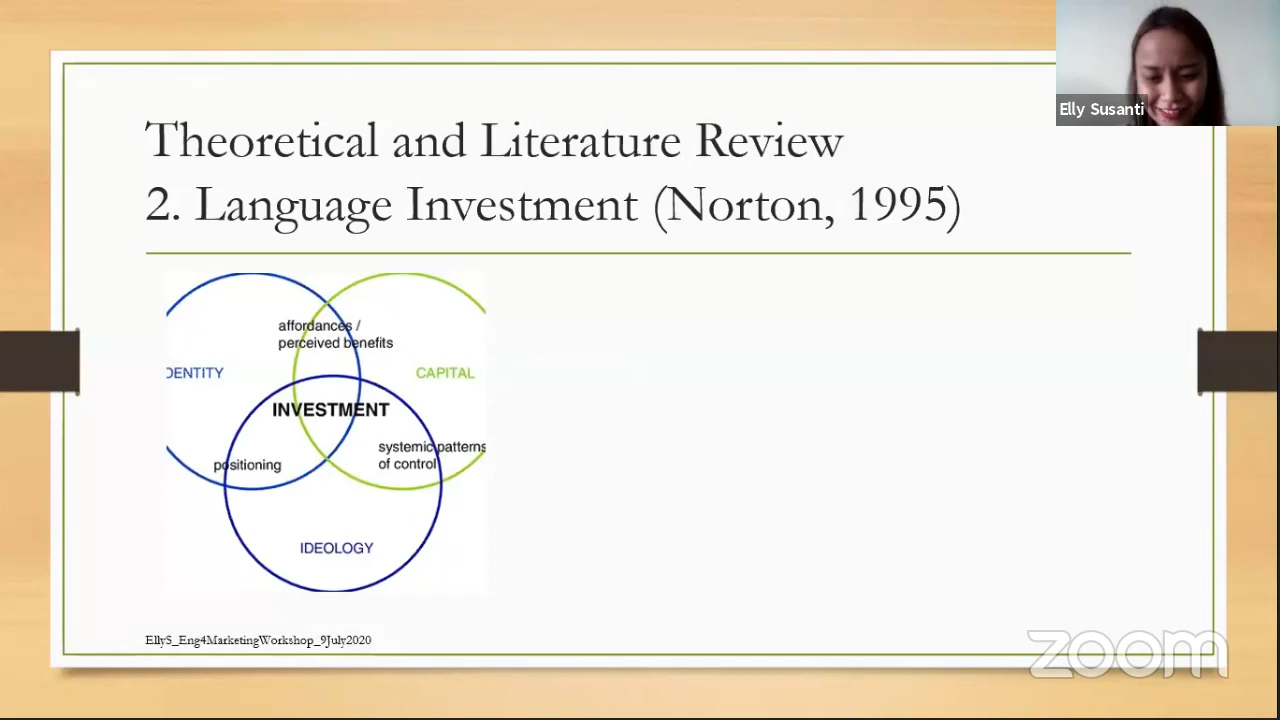 Elly Susanti
Theoretical and Literature Review
2. Language Investment (Norton, 1995)
affordances /
perceived benefits
DENTITY
CAPITAL
INVESTMENT
systemic patterns
of control
positioning
IDEOLOGY
EllyS_Eng4MarketingWorkshop_9July2020
zoom